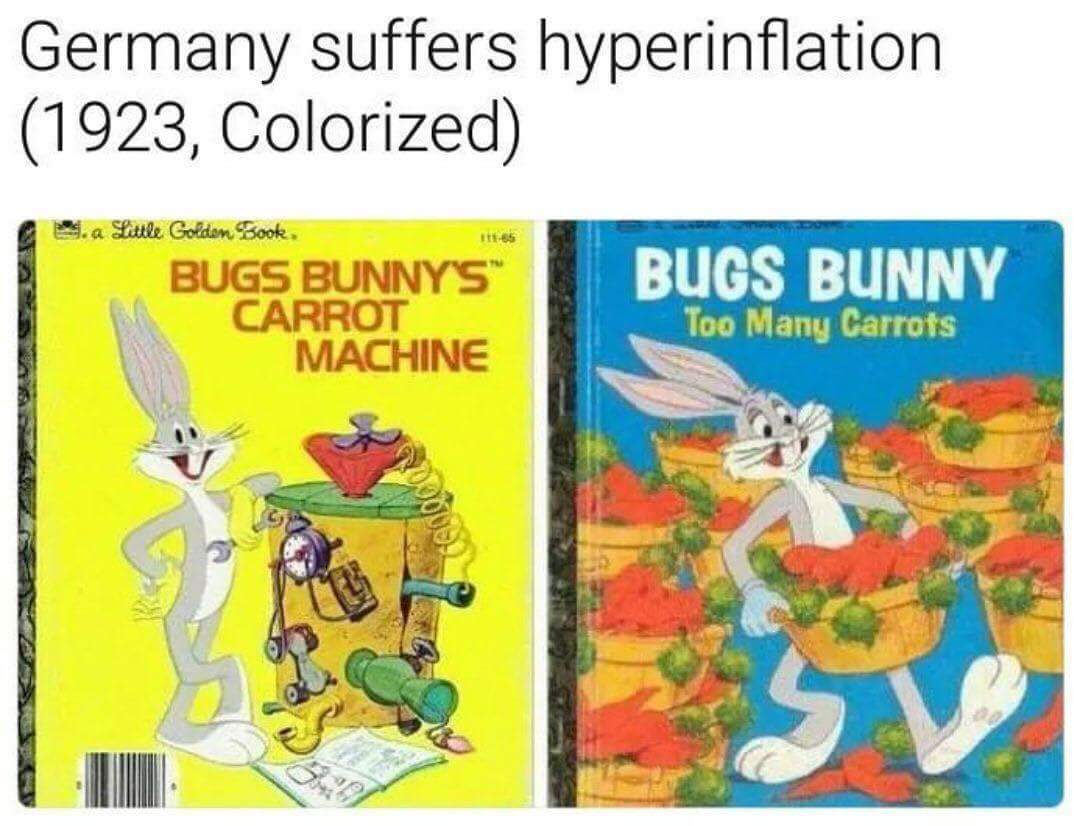 Germany suffers hyperinflation
(1923, Colorized)
a Little Golden Book
111-65
BUGS BUNNY'S™
CARROT
MACHINE
BUGS BUNNY™
Too Many Carrots